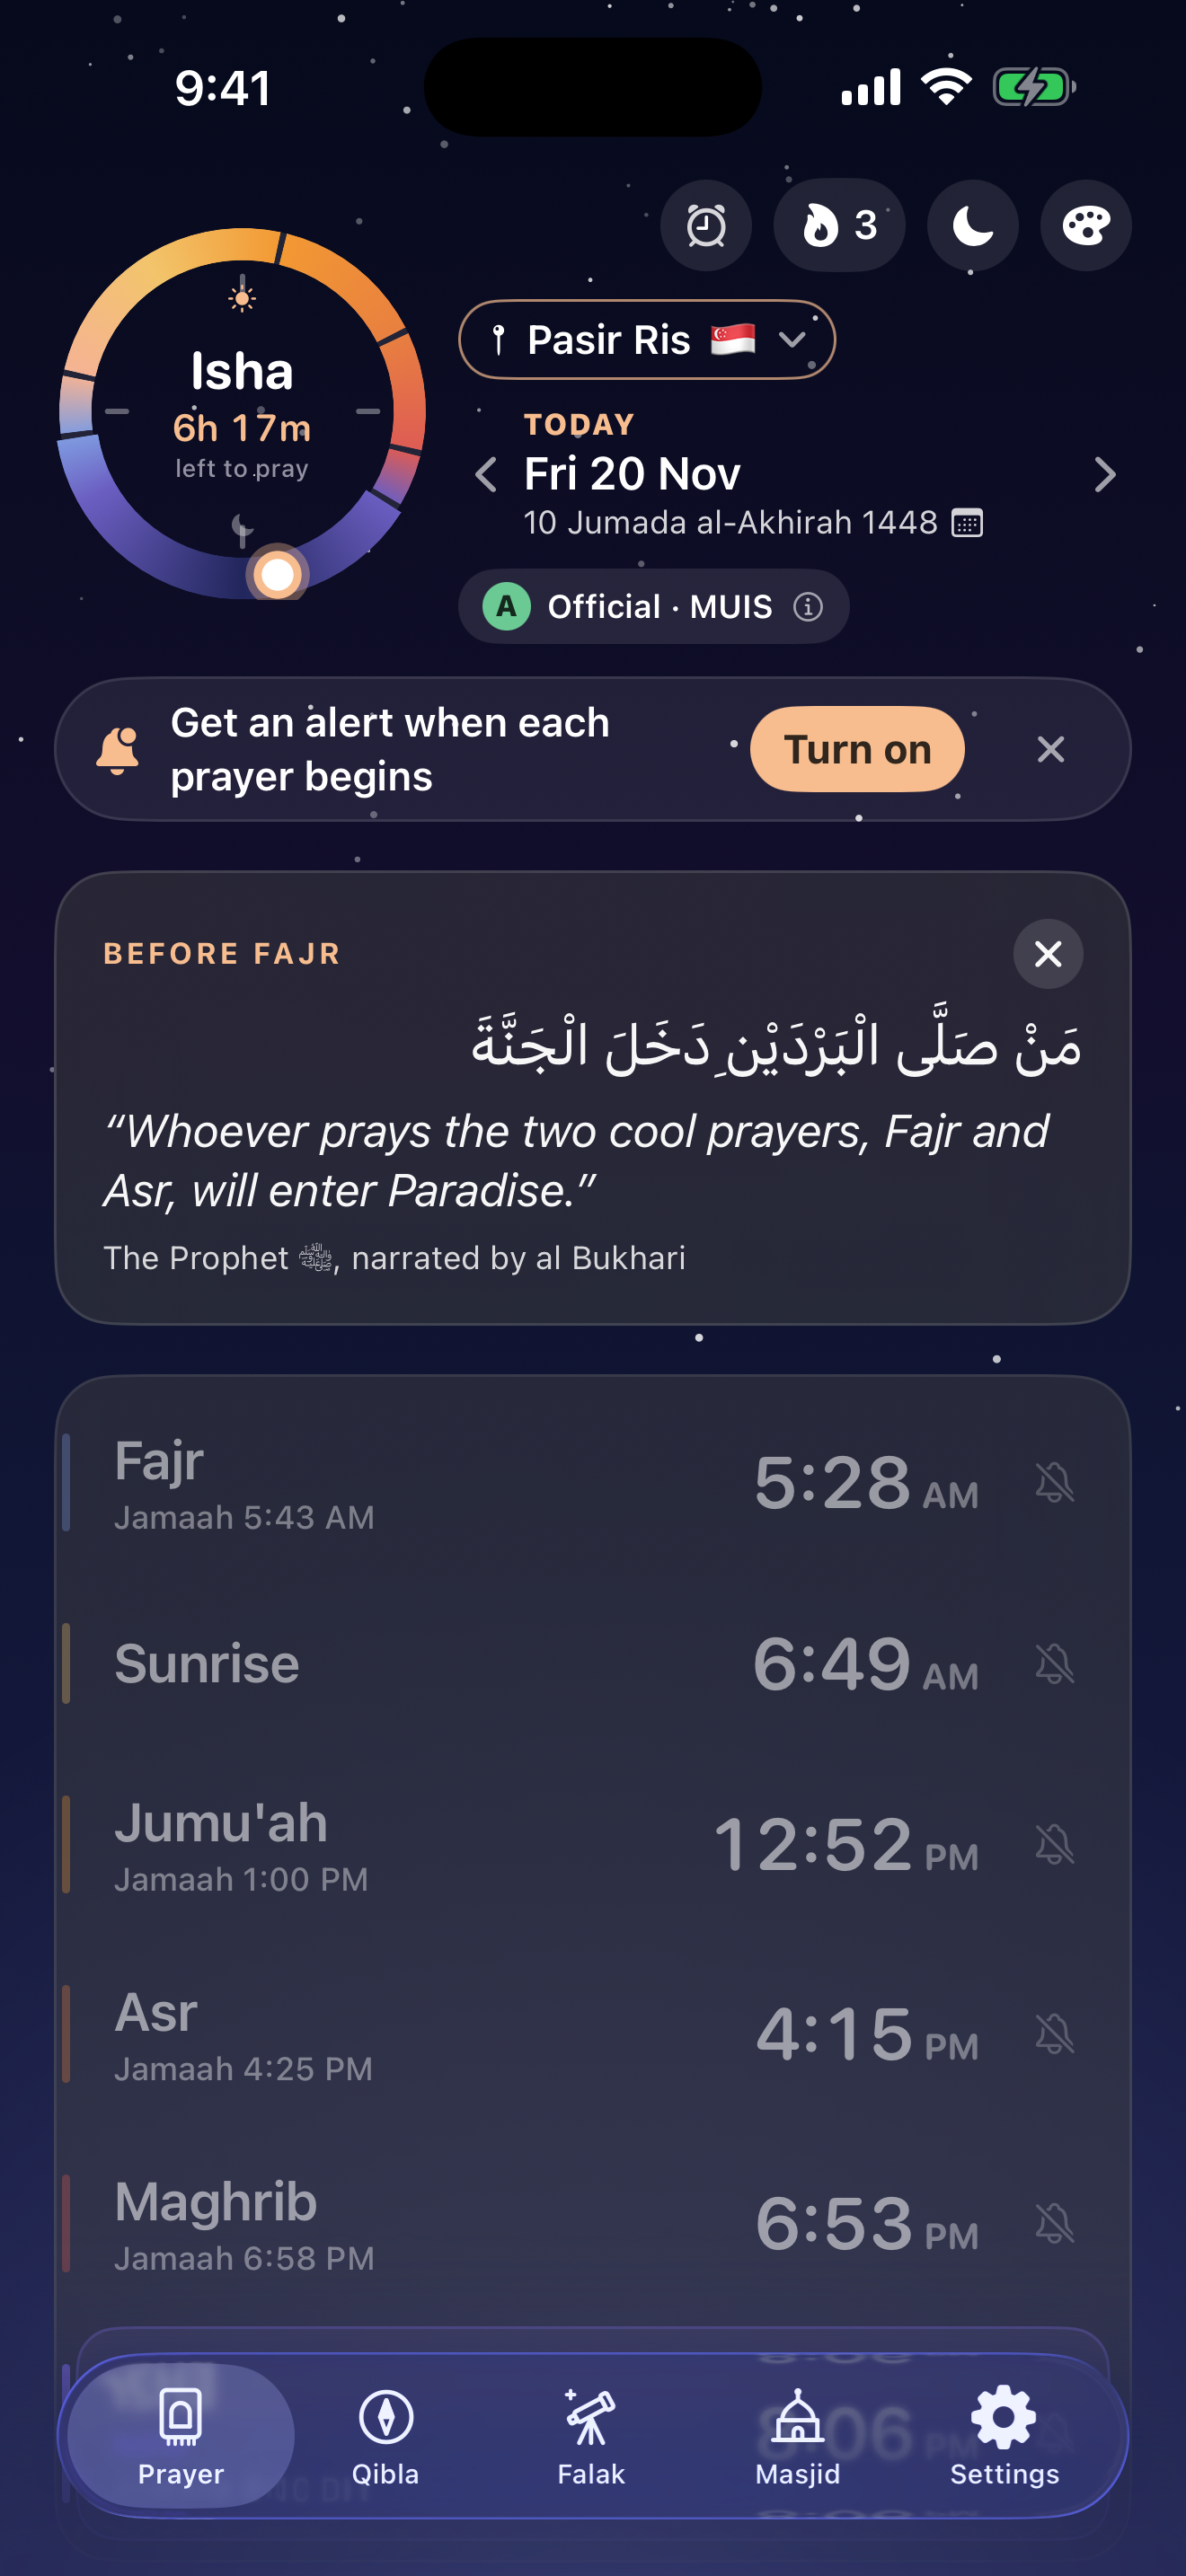 9:41
3
Pasir Ris 🇸🇬
TODAY
Fri 20 Nov
10 Jumada al-Akhirah 1448
A Official · MUIS
Isha
6h 17m
left to pray
Get an alert when each
prayer begins
Turn on
BEFORE FAJR
مَنْ صَلَّى الْبَرْدَيْنِ دَخَلَ الْجَنَّةَ
“Whoever prays the two cool prayers, Fajr and
Asr, will enter Paradise.”
The Prophet ﷺ, narrated by al Bukhari
Fajr 5:28 AM
Jamaah 5:43 AM
Sunrise 6:49 AM
Jumu'ah 12:52 PM
Jamaah 1:00 PM
Asr 4:15 PM
Jamaah 4:25 PM
Maghrib 6:53 PM
Jamaah 6:58 PM
8:06 PM
Prayer Qibla Falak Masjid Settings